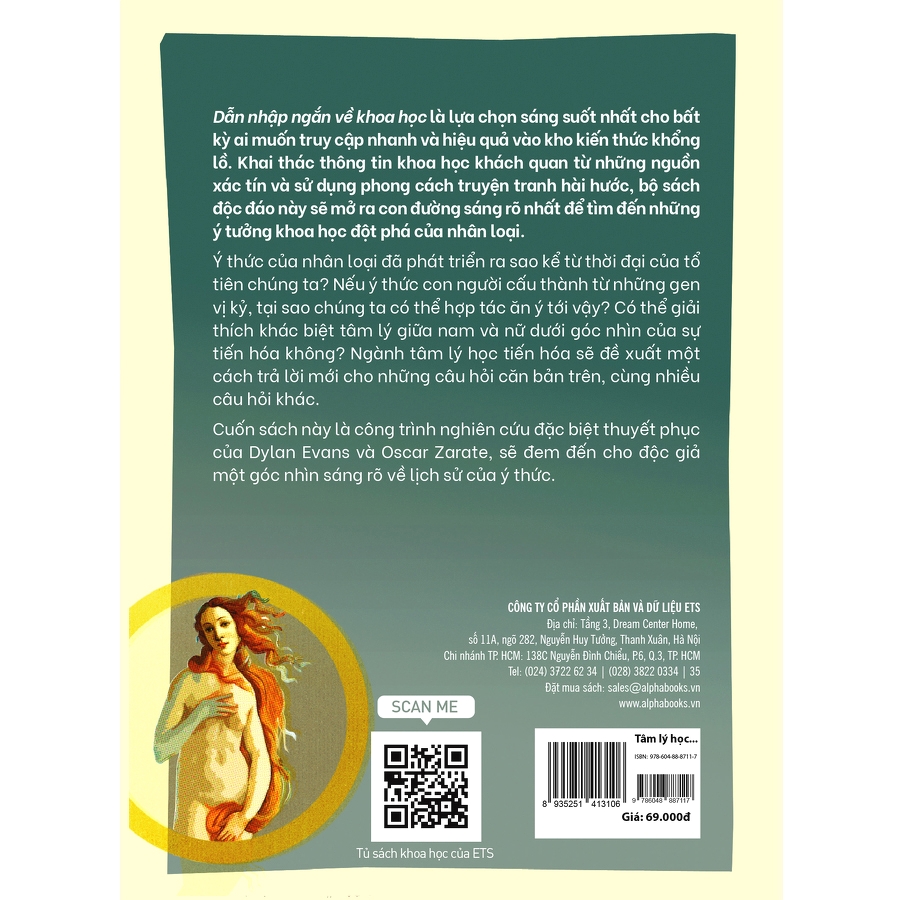 Dẫn nhập ngắn về khoa học là lựa chọn sáng suốt nhất cho bất
kỳ ai muốn truy cập nhanh và hiệu quả vào kho kiến thức khổng
lồ. Khai thác thông tin khoa học khách quan từ những nguồn
xác tín và sử dụng phong cách truyện tranh hài hước, bộ sách
độc đáo này sẽ mở ra con đường sáng rõ nhất để tìm đến những
ý tưởng khoa học đột phá của nhân loại.
Ý thức của nhân loại đã phát triển ra sao kể từ thời đại của tổ
tiên chúng ta? Nếu ý thức con người cấu thành từ những gen
vị kỷ, tại sao chúng ta có thể hợp tác ăn ý tới vậy? Có thể giải
thích khác biệt tâm lý giữa nam và nữ dưới góc nhìn của sự
tiến hóa không? Ngành tâm lý học tiến hóa sẽ đề xuất một
cách trả lời mới cho những câu hỏi căn bản trên, cùng nhiều
câu hỏi khác.
Cuốn sách này là công trình nghiên cứu đặc biệt thuyết phục
của Dylan Evans và Oscar Zarate, sẽ đem đến cho độc giả
một góc nhìn sáng rõ về lịch sử của ý thức.
CÔNG TY CỔ PHẦN XUẤT BẢN VÀ DỮ LIỆU ETS
Địa chỉ: Tầng 3, Dream Center Home,
số 11A, ngõ 282, Nguyễn Huy Tưởng, Thanh Xuân, Hà Nội
Chi nhánh TP. HCM: 138C Nguyễn Đình Chiểu, P.6, Q.3, TP. HCM
Tel: (024) 3722 62 34 | (028) 3822 0334 | 35
Đặt mua sách: sales@alphabooks.vn
www.alphabooks.vn
SCAN ME
Tủ sách khoa học của ETS
Tâm lý học...
ISBN: 978-604-88-8711-7
8 935251 413106
9 786048 887117
Giá: 69.000đ